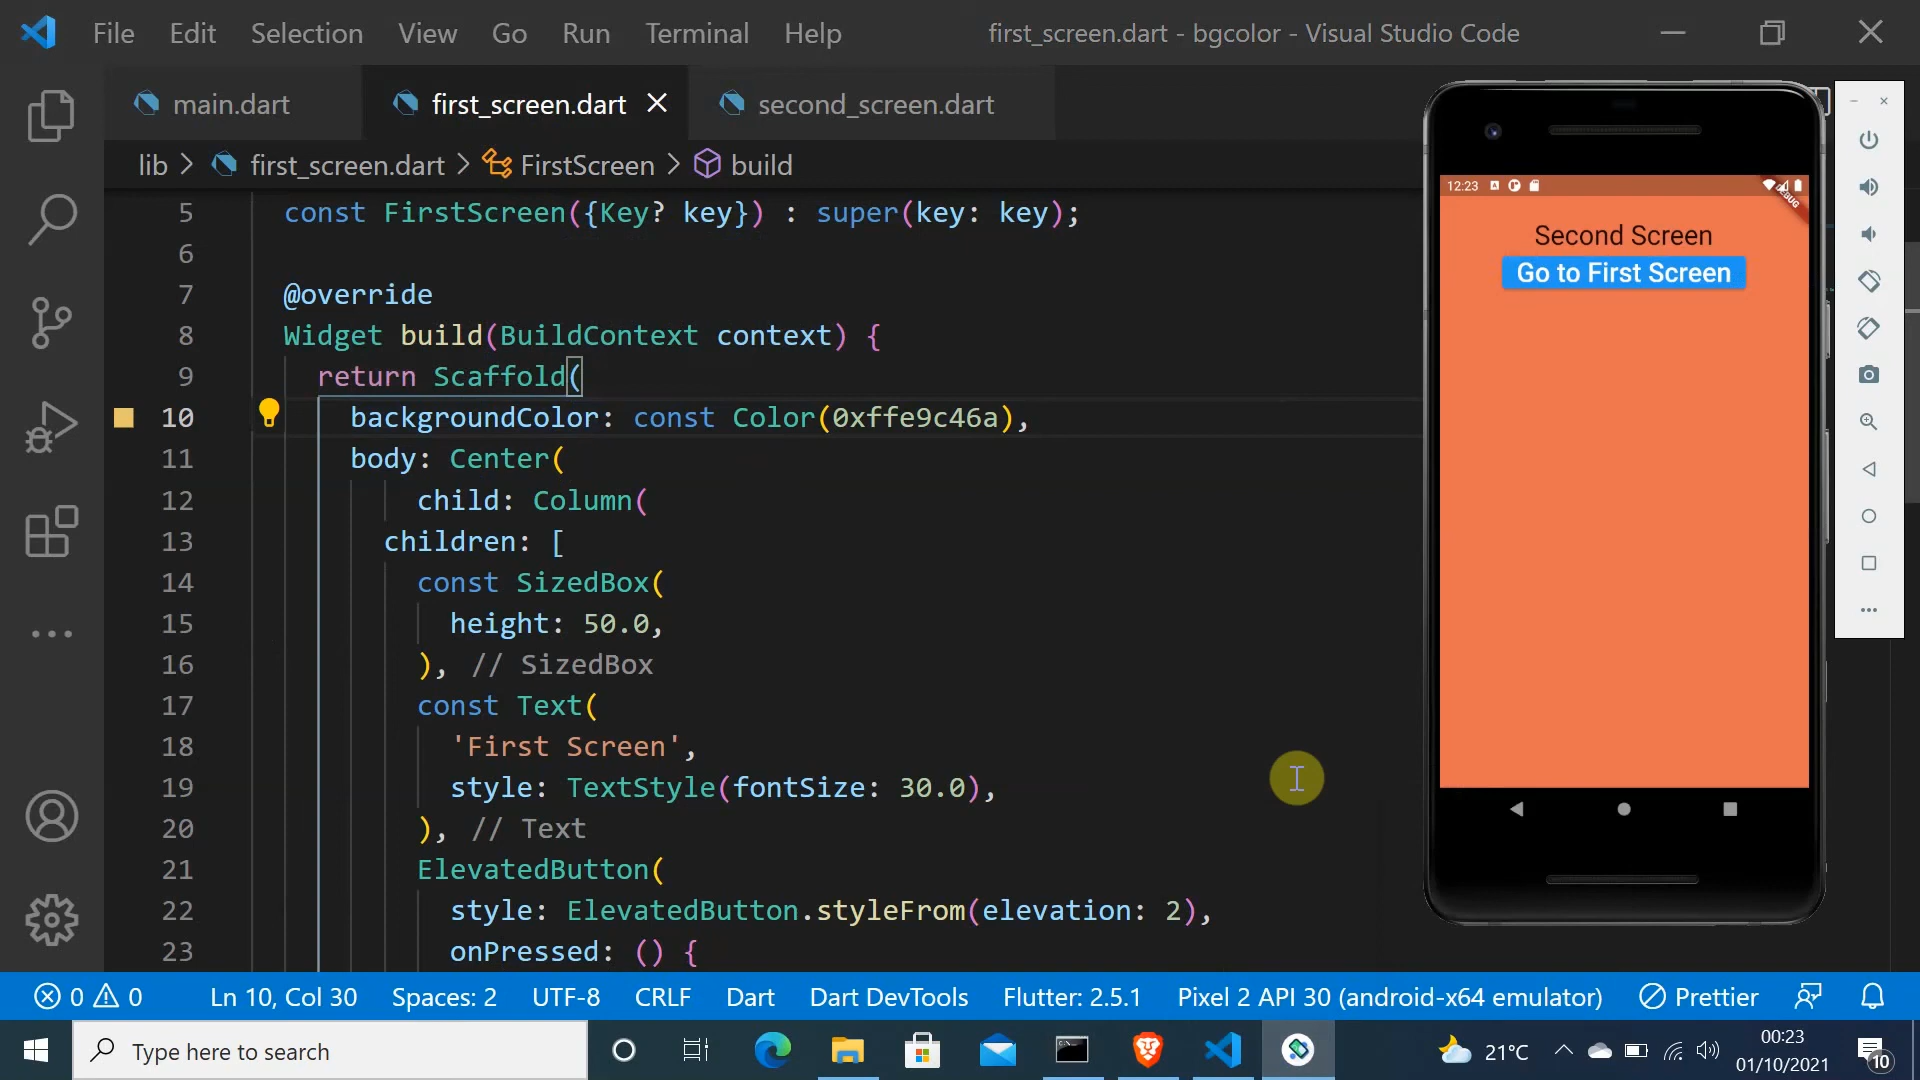 File Edit Selection View Go Run Terminal Help first_screen.dart - bgcolor - Visual Studio Code
main.dart first_screen.dart second_screen.dart
lib > first_screen.dart > FirstScreen > build
5 const FirstScreen({Key? key}) : super(key: key);
6
7 @override
8 Widget build(BuildContext context) {
9 return Scaffold(
10 backgroundColor: const Color(0xffe9c46a),
11 body: Center(
12 child: Column(
13 children: [
14 const SizedBox(
15 height: 50.0,
16 ), // SizedBox
17 const Text(
18 'First Screen',
19 style: TextStyle(fontSize: 30.0),
20 ), // Text
21 ElevatedButton(
22 style: ElevatedButton.styleFrom(elevation: 2),
23 onPressed: () {
12:23
DEBUG
Second Screen
Go to First Screen
0 0 Ln 10, Col 30 Spaces: 2 UTF-8 CRLF Dart Dart DevTools Flutter: 2.5.1 Pixel 2 API 30 (android-x64 emulator) Prettier
Type here to search
21°C
00:23
01/10/2021
10